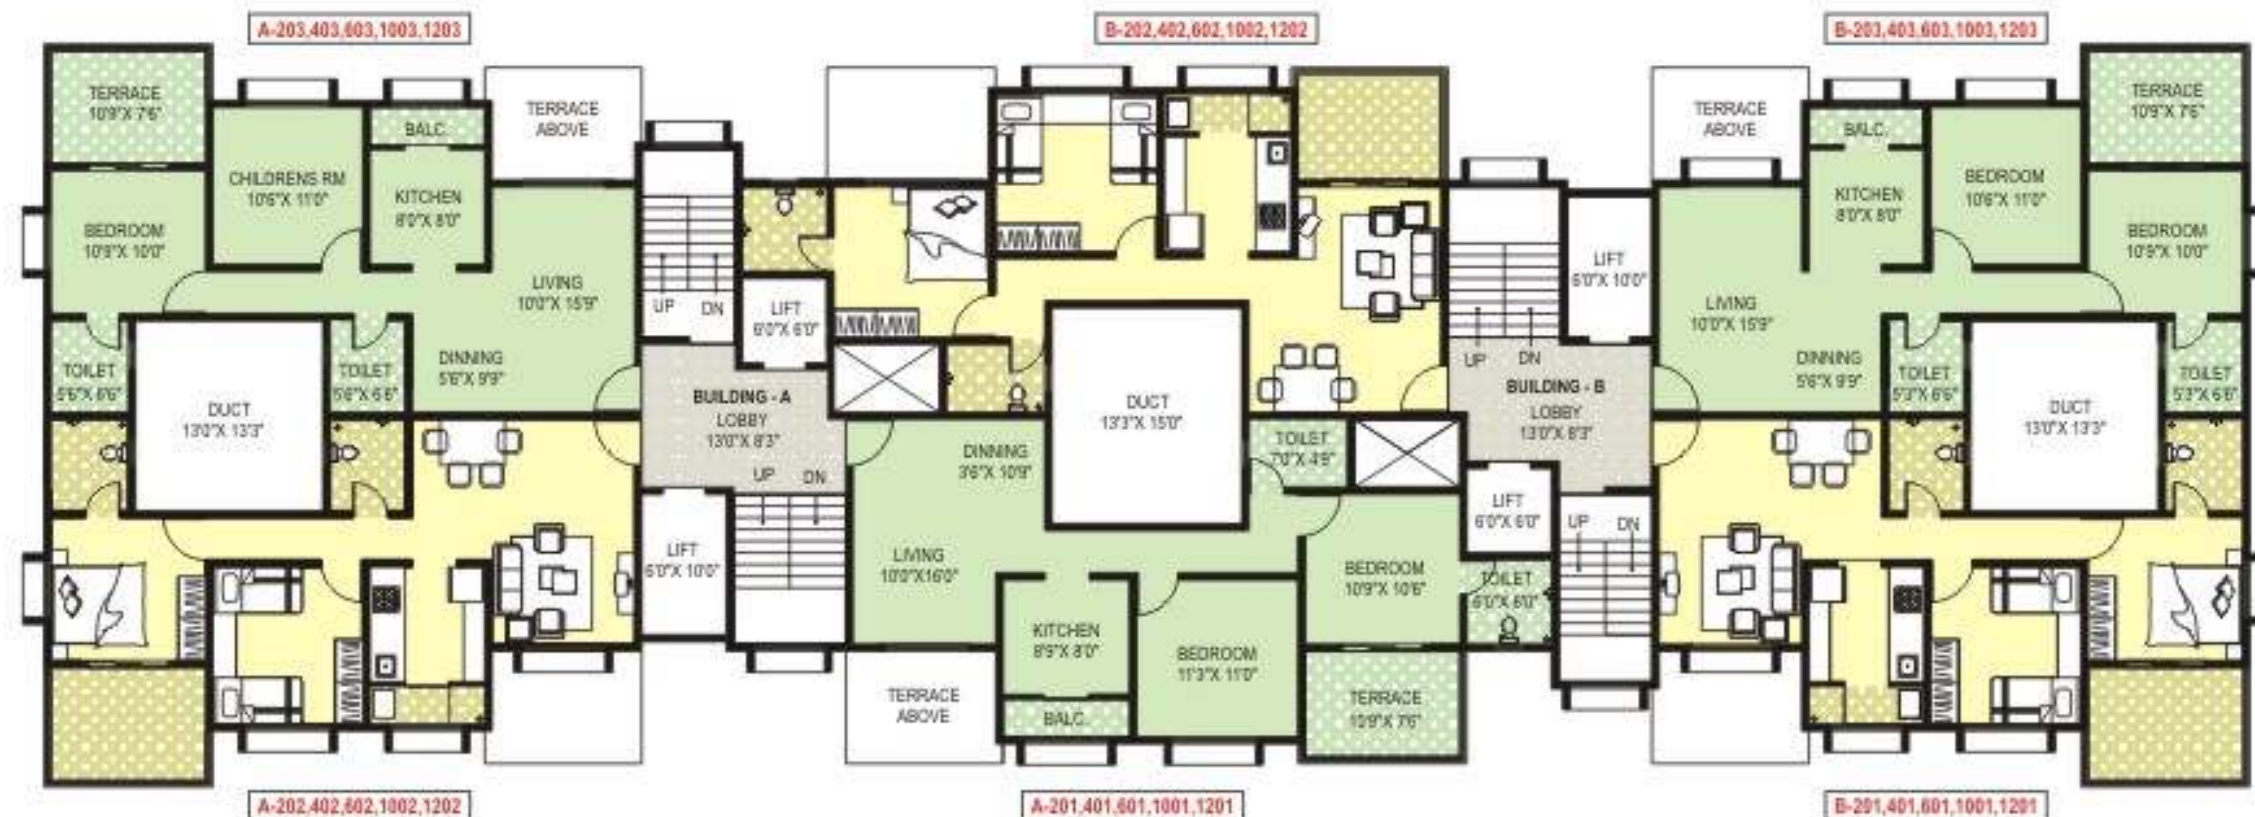 A-203,403,603,1003,1203
B-202,402,602,1002,1202
B-203,403,603,1003,1203
TERRACE
10'9"X 7'6"
CHILDRENS RM
10'6"X 11'0"
BALC.
KITCHEN
8'0"X 8'0"
TERRACE
ABOVE
BEDROOM
10'9"X 10'0"
LIVING
10'0"X 15'9"
DINNING
5'6"X 9'9"
TOILET
5'6"X 6'6"
DUCT
13'0"X 13'3"
TOILET
5'6"X 6'6"
UP
DN
LIFT
6'0"X 6'0"
BUILDING - A
LOBBY
13'0"X 8'3"
UP
DN
LIFT
6'0"X 10'0"
DUCT
13'3"X 15'0"
DINNING
3'6"X 10'9"
LIVING
10'0"X16'0"
KITCHEN
8'9"X 8'0"
BALC.
BEDROOM
11'3"X 11'0"
TERRACE
ABOVE
TOILET
7'0"X 4'9"
BEDROOM
10'9"X 10'6"
TERRACE
10'9"X 7'6"
TOILET
6'0"X 6'0"
LIFT
6'0"X 6'0"
UP
DN
UP
DN
BUILDING - B
LOBBY
13'0"X 8'3"
LIFT
6'0"X 10'0"
TERRACE
ABOVE
BALC.
KITCHEN
8'0"X 8'0"
BEDROOM
10'6"X 11'0"
TERRACE
10'9"X 7'6"
BEDROOM
10'9"X 10'0"
LIVING
10'0"X 15'9"
DINNING
5'6"X 9'9"
TOILET
5'3"X 6'6"
DUCT
13'0"X 13'3"
TOILET
5'3"X 6'6"
A-202,402,602,1002,1202
A-201,401,601,1001,1201
B-201,401,601,1001,1201